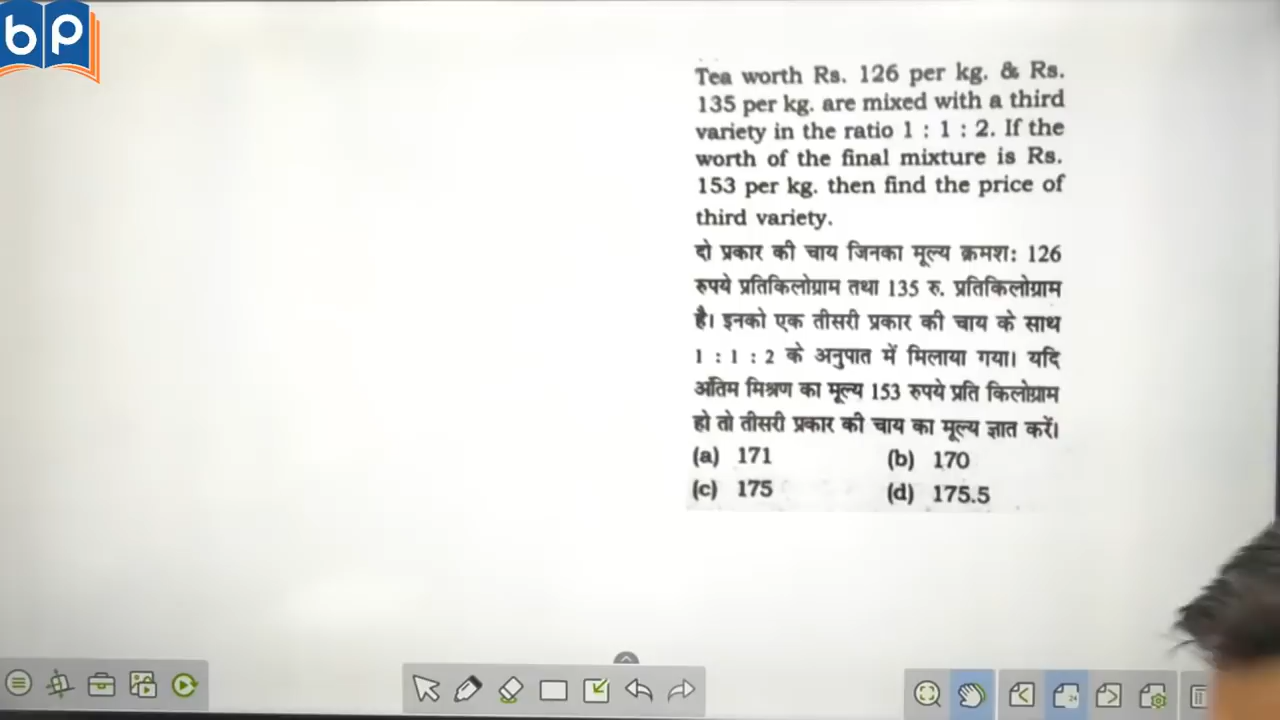 bp
Tea worth Rs. 126 per kg. & Rs.
135 per kg. are mixed with a third
variety in the ratio 1 : 1 : 2. If the
worth of the final mixture is Rs.
153 per kg. then find the price of
third variety.
दो प्रकार की चाय जिनका मूल्य क्रमश: 126
रुपये प्रतिकिलोग्राम तथा 135 रु. प्रतिकिलोग्राम
है। इनको एक तीसरी प्रकार की चाय के साथ
1 : 1 : 2 के अनुपात में मिलाया गया। यदि
अंतिम मिश्रण का मूल्य 153 रुपये प्रति किलोग्राम
हो तो तीसरी प्रकार की चाय का मूल्य ज्ञात करें।
(a) 171 (b) 170
(c) 175 (d) 175.5
24